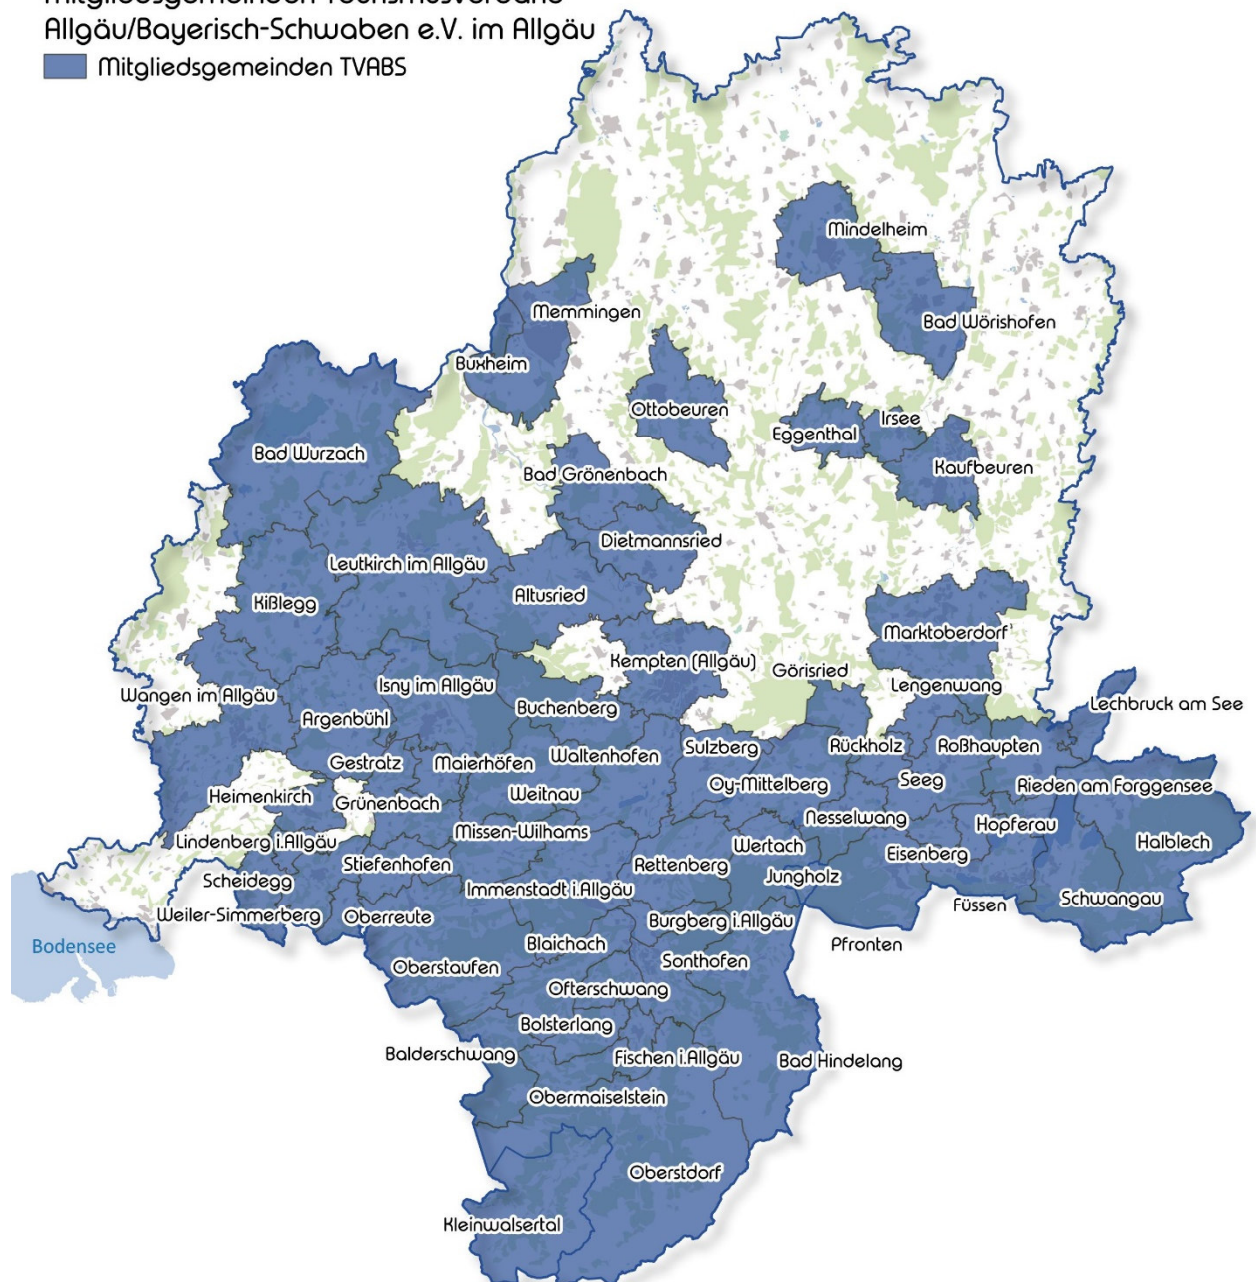 Mitgliedsgemeinden Tourismusverband
Allgäu/Bayerisch-Schwaben e.V. im Allgäu
Mitgliedsgemeinden TVABS
Mindelheim
Memmingen
Bad Wörishofen
Buxheim
Ottobeuren
Irsee
Eggenthal
Bad Wurzach
Kaufbeuren
Bad Grönenbach
Dietmannsried
Leutkirch im Allgäu
Altusried
Kißlegg
Marktoberdorf
Kempten (Allgäu)
Görisried
Isny im Allgäu
Lengenwang
Wangen im Allgäu
Lechbruck am See
Buchenberg
Argenbühl
Sulzberg
Rückholz
Roßhaupten
Waltenhofen
Gestratz
Maierhöfen
Seeg
Oy-Mittelberg
Rieden am Forggensee
Weitnau
Heimenkirch
Grünenbach
Nesselwang
Hopferau
Missen-Wilhams
Lindenberg i.Allgäu
Wertach
Halblech
Eisenberg
Stiefenhofen
Rettenberg
Jungholz
Scheidegg
Immenstadt i.Allgäu
Schwangau
Füssen
Weiler-Simmerberg
Oberreute
Burgberg i.Allgäu
Blaichach
Pfronten
Bodensee
Sonthofen
Oberstaufen
Ofterschwang
Bolsterlang
Balderschwang
Fischen i.Allgäu
Bad Hindelang
Obermaiselstein
Oberstdorf
Kleinwalsertal